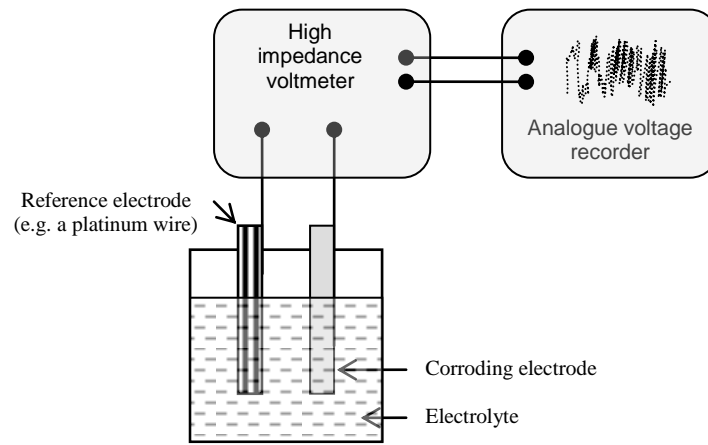 High
impedance
voltmeter
Analogue voltage
recorder
Reference electrode
(e.g. a platinum wire)
Corroding electrode
Electrolyte